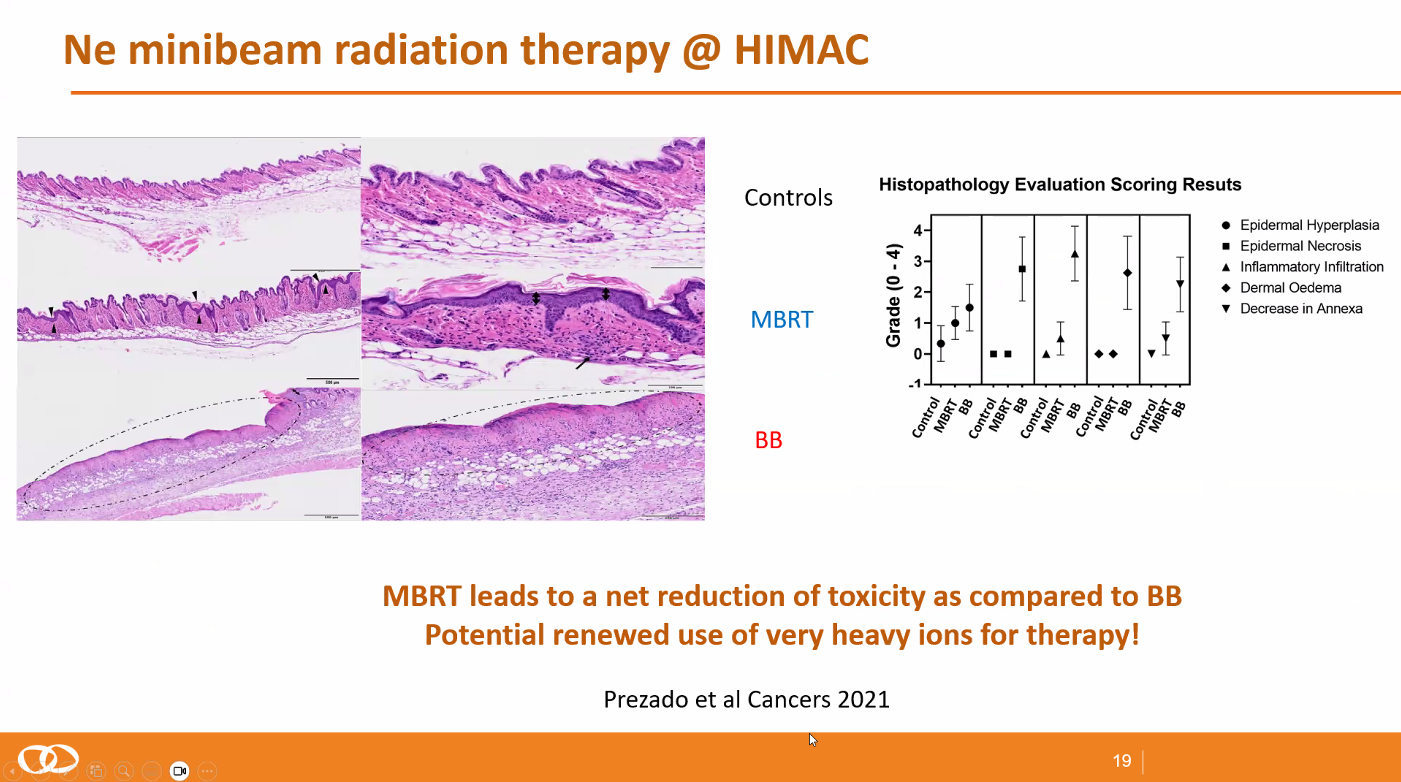 Ne minibeam radiation therapy @ HIMAC
Controls
MBRT
BB
Histopathology Evaluation Scoring Resuts
Grade (0 - 4)
4
3
2
1
0
-1
Control
MBRT
BB
Control
MBRT
BB
Control
MBRT
BB
Control
MBRT
BB
Control
MBRT
BB
Epidermal Hyperplasia
Epidermal Necrosis
Inflammatory Infiltration
Dermal Oedema
Decrease in Annexa
MBRT leads to a net reduction of toxicity as compared to BB
Potential renewed use of very heavy ions for therapy!
Prezado et al Cancers 2021
19